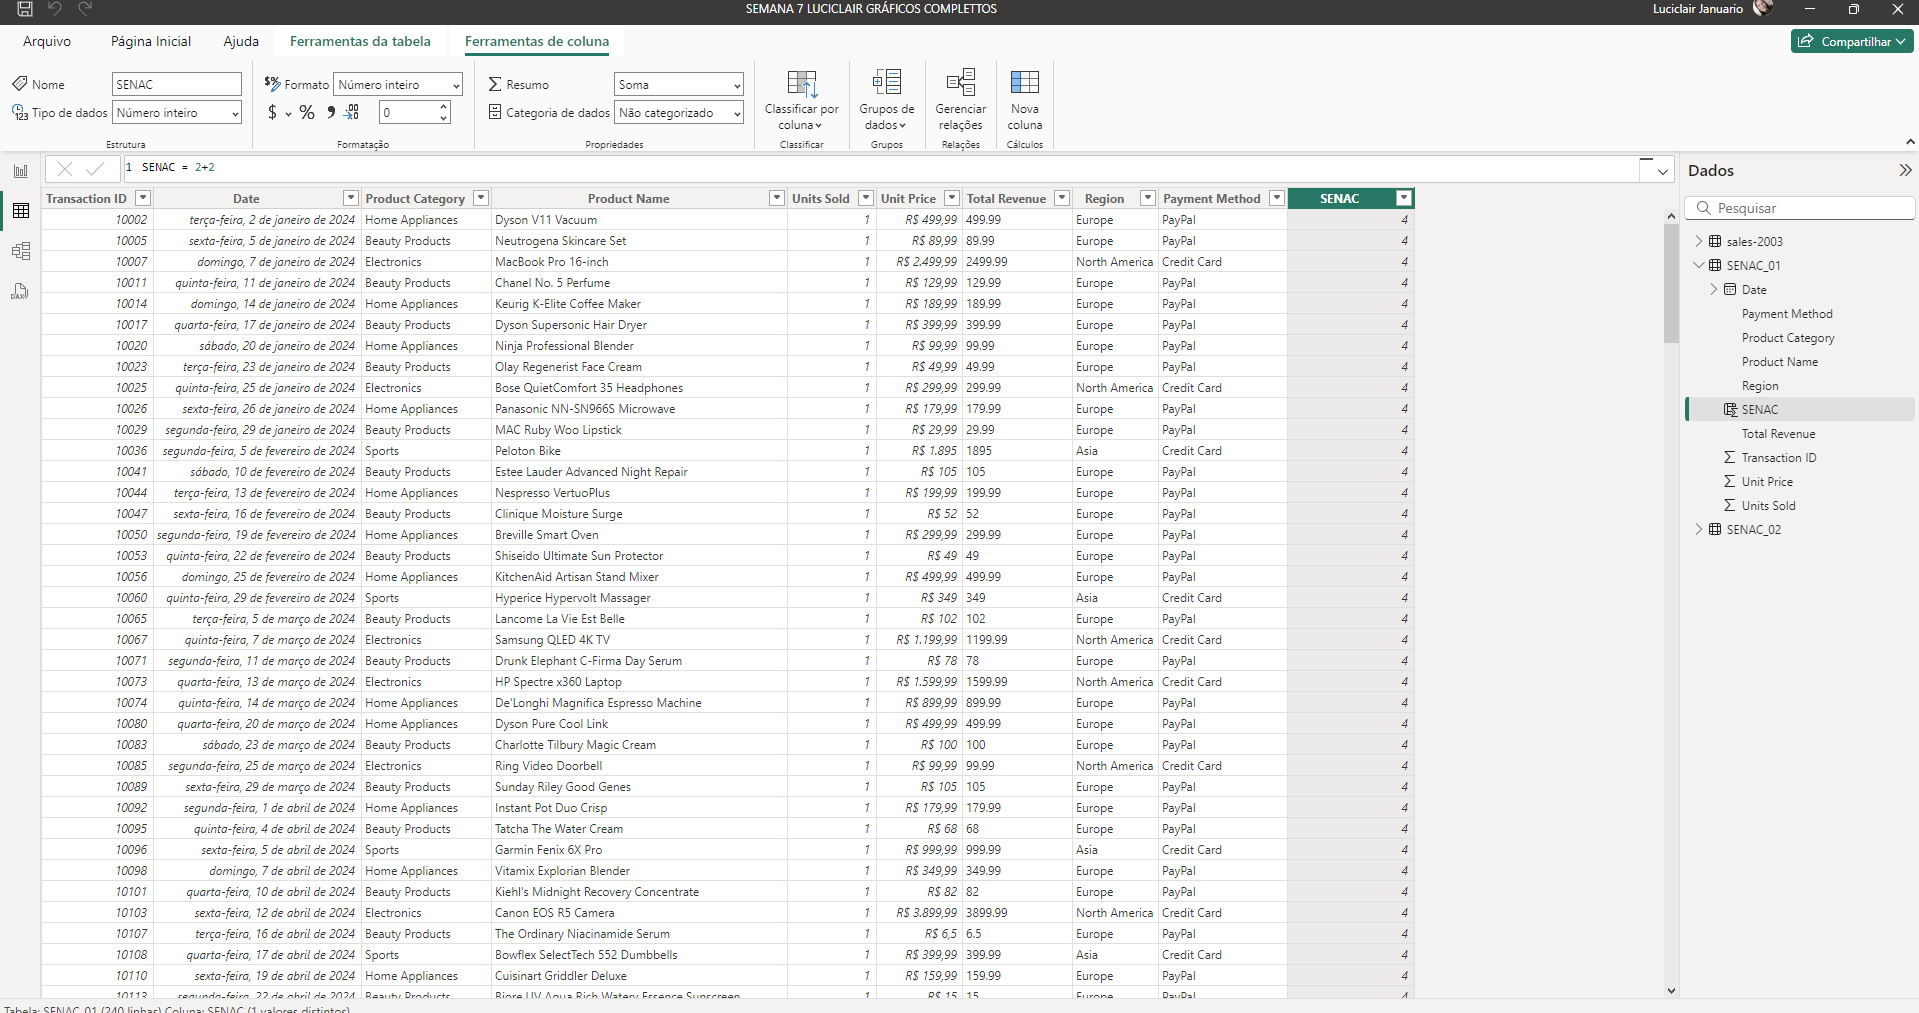 SEMANA 7 LUCICLAIR GRÁFICOS COMPLETTOS
Luciclair Januario
Arquivo Página Inicial Ajuda Ferramentas da tabela Ferramentas de coluna
Compartilhar
Nome SENAC
Tipo de dados Número inteiro
Estrutura
Formato Número inteiro
$ % 0
Formatação
Resumo Soma
Categoria de dados Não categorizado
Propriedades
Classificar por
coluna
Classificar
Grupos de
dados
Grupos
Gerenciar
relações
Relações
Nova
coluna
Cálculos
1 SENAC = 2+2
Transaction ID Date Product Category Product Name Units Sold Unit Price Total Revenue Region Payment Method SENAC
10002 terça-feira, 2 de janeiro de 2024 Home Appliances Dyson V11 Vacuum 1 R$ 499,99 499.99 Europe PayPal 4
10005 sexta-feira, 5 de janeiro de 2024 Beauty Products Neutrogena Skincare Set 1 R$ 89,99 89.99 Europe PayPal 4
10007 domingo, 7 de janeiro de 2024 Electronics MacBook Pro 16-inch 1 R$ 2.499,99 2499.99 North America Credit Card 4
10011 quinta-feira, 11 de janeiro de 2024 Beauty Products Chanel No. 5 Perfume 1 R$ 129,99 129.99 Europe PayPal 4
10014 domingo, 14 de janeiro de 2024 Home Appliances Keurig K-Elite Coffee Maker 1 R$ 189,99 189.99 Europe PayPal 4
10017 quarta-feira, 17 de janeiro de 2024 Beauty Products Dyson Supersonic Hair Dryer 1 R$ 399,99 399.99 Europe PayPal 4
10020 sábado, 20 de janeiro de 2024 Home Appliances Ninja Professional Blender 1 R$ 99,99 99.99 Europe PayPal 4
10023 terça-feira, 23 de janeiro de 2024 Beauty Products Olay Regenerist Face Cream 1 R$ 49,99 49.99 Europe PayPal 4
10025 quinta-feira, 25 de janeiro de 2024 Electronics Bose QuietComfort 35 Headphones 1 R$ 299,99 299.99 North America Credit Card 4
10026 sexta-feira, 26 de janeiro de 2024 Home Appliances Panasonic NN-SN966S Microwave 1 R$ 179,99 179.99 Europe PayPal 4
10029 segunda-feira, 29 de janeiro de 2024 Beauty Products MAC Ruby Woo Lipstick 1 R$ 29,99 29.99 Europe PayPal 4
10036 segunda-feira, 5 de fevereiro de 2024 Sports Peloton Bike 1 R$ 1.895 1895 Asia Credit Card 4
10041 sábado, 10 de fevereiro de 2024 Beauty Products Estee Lauder Advanced Night Repair 1 R$ 105 105 Europe PayPal 4
10044 terça-feira, 13 de fevereiro de 2024 Home Appliances Nespresso VertuoPlus 1 R$ 199,99 199.99 Europe PayPal 4
10047 sexta-feira, 16 de fevereiro de 2024 Beauty Products Clinique Moisture Surge 1 R$ 52 52 Europe PayPal 4
10050 segunda-feira, 19 de fevereiro de 2024 Home Appliances Breville Smart Oven 1 R$ 299,99 299.99 Europe PayPal 4
10053 quinta-feira, 22 de fevereiro de 2024 Beauty Products Shiseido Ultimate Sun Protector 1 R$ 49 49 Europe PayPal 4
10056 domingo, 25 de fevereiro de 2024 Home Appliances KitchenAid Artisan Stand Mixer 1 R$ 499,99 499.99 Europe PayPal 4
10060 quinta-feira, 29 de fevereiro de 2024 Sports Hyperice Hypervolt Massager 1 R$ 349 349 Asia Credit Card 4
10065 terça-feira, 5 de março de 2024 Beauty Products Lancome La Vie Est Belle 1 R$ 102 102 Europe PayPal 4
10067 quinta-feira, 7 de março de 2024 Electronics Samsung QLED 4K TV 1 R$ 1.199,99 1199.99 North America Credit Card 4
10071 segunda-feira, 11 de março de 2024 Beauty Products Drunk Elephant C-Firma Day Serum 1 R$ 78 78 Europe PayPal 4
10073 quarta-feira, 13 de março de 2024 Electronics HP Spectre x360 Laptop 1 R$ 1.599,99 1599.99 North America Credit Card 4
10074 quinta-feira, 14 de março de 2024 Home Appliances De'Longhi Magnifica Espresso Machine 1 R$ 899,99 899.99 Europe PayPal 4
10080 quarta-feira, 20 de março de 2024 Home Appliances Dyson Pure Cool Link 1 R$ 499,99 499.99 Europe PayPal 4
10083 sábado, 23 de março de 2024 Beauty Products Charlotte Tilbury Magic Cream 1 R$ 100 100 Europe PayPal 4
10085 segunda-feira, 25 de março de 2024 Electronics Ring Video Doorbell 1 R$ 99,99 99.99 North America Credit Card 4
10089 sexta-feira, 29 de março de 2024 Beauty Products Sunday Riley Good Genes 1 R$ 105 105 Europe PayPal 4
10092 segunda-feira, 1 de abril de 2024 Home Appliances Instant Pot Duo Crisp 1 R$ 179,99 179.99 Europe PayPal 4
10095 quinta-feira, 4 de abril de 2024 Beauty Products Tatcha The Water Cream 1 R$ 68 68 Europe PayPal 4
10096 sexta-feira, 5 de abril de 2024 Sports Garmin Fenix 6X Pro 1 R$ 999,99 999.99 Asia Credit Card 4
10098 domingo, 7 de abril de 2024 Home Appliances Vitamix Explorian Blender 1 R$ 349,99 349.99 Europe PayPal 4
10101 quarta-feira, 10 de abril de 2024 Beauty Products Kiehl's Midnight Recovery Concentrate 1 R$ 82 82 Europe PayPal 4
10103 sexta-feira, 12 de abril de 2024 Electronics Canon EOS R5 Camera 1 R$ 3.899,99 3899.99 North America Credit Card 4
10107 terça-feira, 16 de abril de 2024 Beauty Products The Ordinary Niacinamide Serum 1 R$ 6,5 6.5 Europe PayPal 4
10108 quarta-feira, 17 de abril de 2024 Sports Bowflex SelectTech 552 Dumbbells 1 R$ 399,99 399.99 Asia Credit Card 4
10110 sexta-feira, 19 de abril de 2024 Home Appliances Cuisinart Griddler Deluxe 1 R$ 159,99 159.99 Europe PayPal 4
10113 segunda-feira, 22 de abril de 2024 Beauty Products Biore UV Aqua Rich Watery Essence Sunscreen 1 R$ 15 15 Europe PayPal 4
Tabela: SENAC_01 (240 linhas) Coluna: SENAC (1 valores distintos)
Dados
Pesquisar
sales-2003
SENAC_01
Date
Payment Method
Product Category
Product Name
Region
SENAC
Total Revenue
Transaction ID
Unit Price
Units Sold
SENAC_02